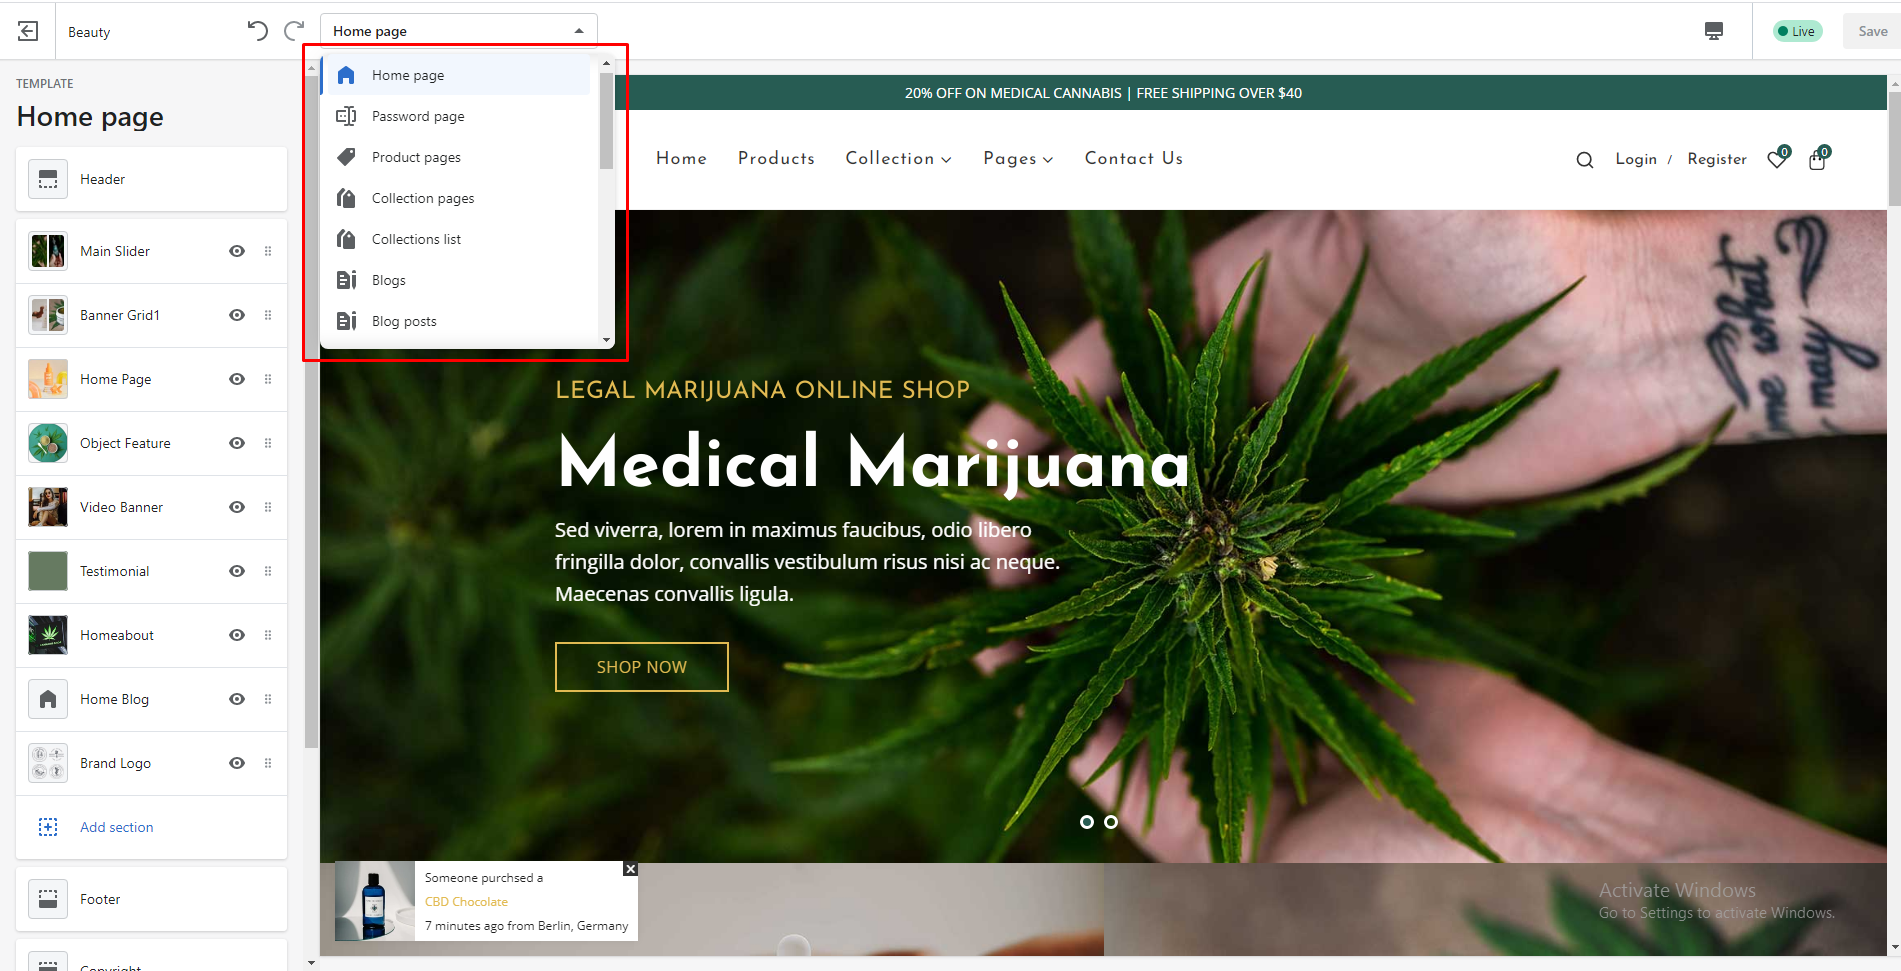 Beauty
Home page
Live
Save
TEMPLATE
Home page
Header
Main Slider
Banner Grid1
Home Page
Object Feature
Video Banner
Testimonial
Homeabout
Home Blog
Brand Logo
Add section
Footer
Copyright
Home page
Password page
Product pages
Collection pages
Collections list
Blogs
Blog posts
20% OFF ON MEDICAL CANNABIS | FREE SHIPPING OVER $40
Home Products Collection Pages Contact Us
Login / Register 0 0
me what
may
LEGAL MARIJUANA ONLINE SHOP
Medical Marijuana
Sed viverra, lorem in maximus faucibus, odio libero
fringilla dolor, convallis vestibulum risus nisi ac neque.
Maecenas convallis ligula.
SHOP NOW
Someone purchsed a
CBD Chocolate
7 minutes ago from Berlin, Germany
Activate Windows
Go to Settings to activate Windows.